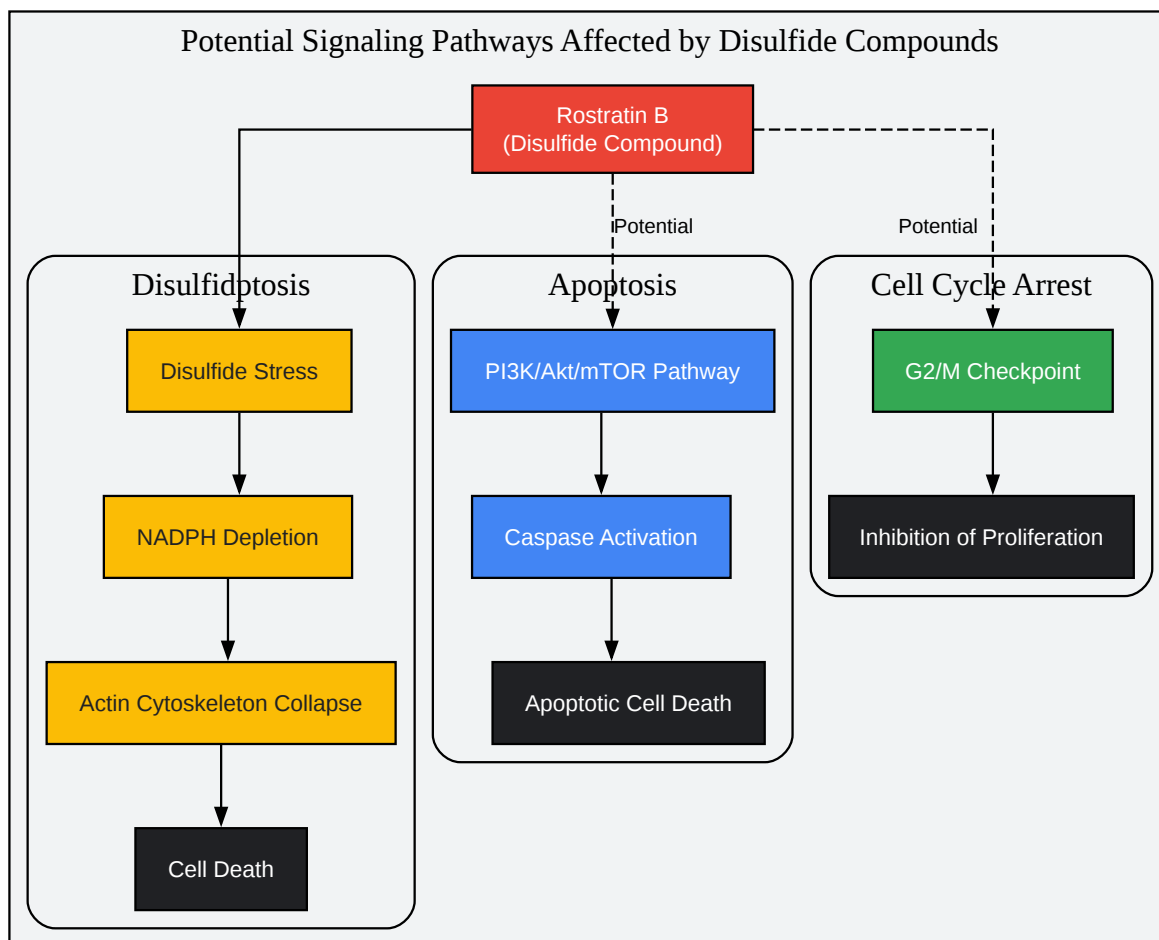 Potential Signaling Pathways Affected by Disulfide Compounds
Rostratin B
(Disulfide Compound)
Potential
Potential
Disulfidptosis
Apoptosis
Cell Cycle Arrest
Disulfide Stress
PI3K/Akt/mTOR Pathway
G2/M Checkpoint
NADPH Depletion
Caspase Activation
Inhibition of Proliferation
Actin Cytoskeleton Collapse
Apoptotic Cell Death
Cell Death